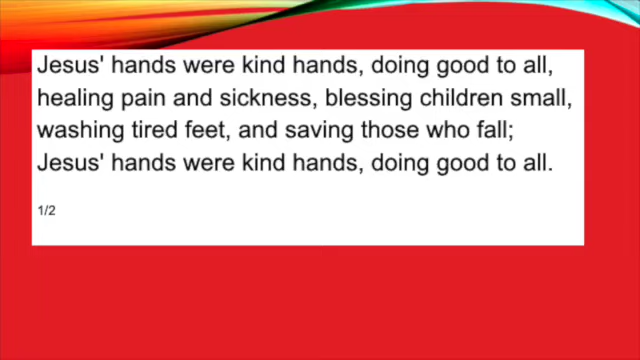 Jesus' hands were kind hands, doing good to all,
healing pain and sickness, blessing children small,
washing tired feet, and saving those who fall;
Jesus' hands were kind hands, doing good to all.
1/2